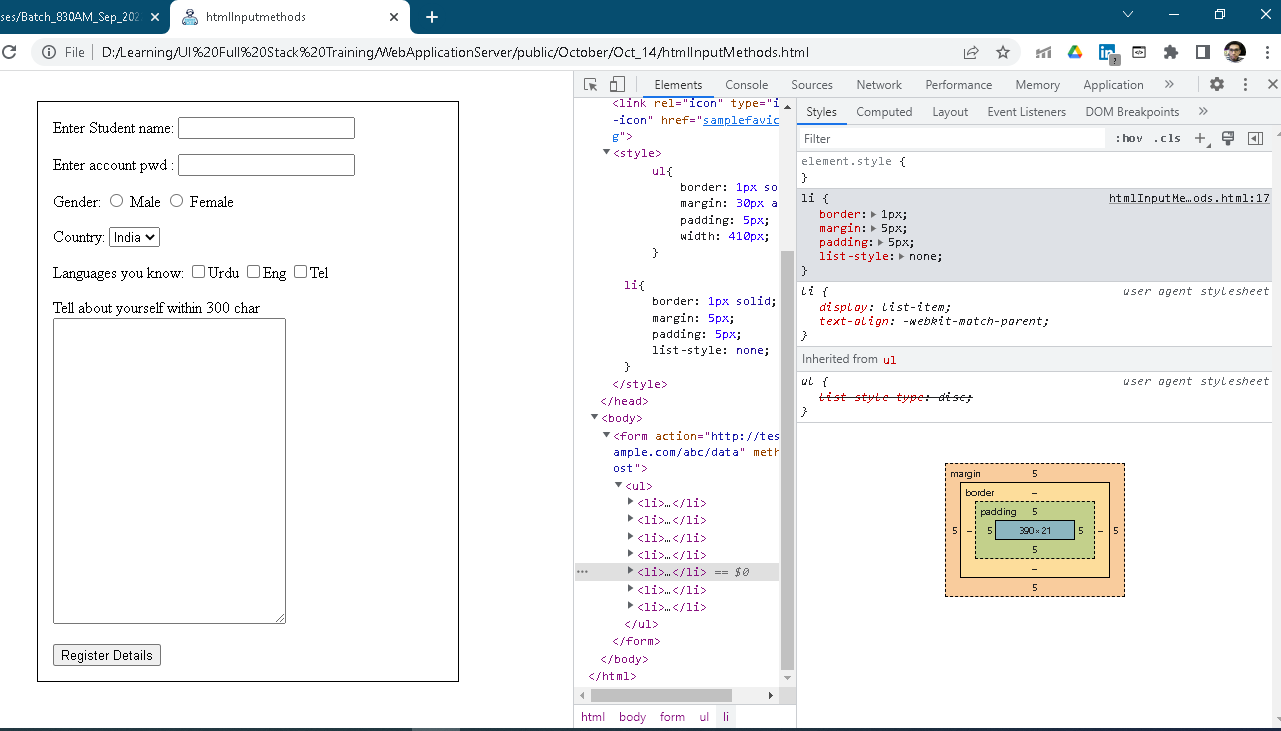 ses/Batch_830AM_Sep_202
htmlInputmethods
File
D:/Learning/UI%20Full%20Stack%20Training/WebApplicationServer/public/October/Oct_14/htmlInputMethods.html
Enter Student name:
Enter account pwd :
Gender: Male Female
Country: India
Languages you know: Urdu Eng Tel
Tell about yourself within 300 char
Register Details
Elements Console Sources Network Performance Memory Application »
<link rel="icon" type="i
-icon" href="samplefavic
g">
<style>
ul{
border: 1px so
margin: 30px a
padding: 5px;
width: 410px;
}
li{
border: 1px solid;
margin: 5px;
padding: 5px;
list-style: none;
}
</style>
</head>
<body>
<form action="http://tes
ample.com/abc/data" meth
ost">
<ul>
<li>…</li>
<li>…</li>
<li>…</li>
<li>…</li>
<li>…</li> == $0
<li>…</li>
<li>…</li>
</ul>
</form>
</body>
</html>
html body form ul li
Styles Computed Layout Event Listeners DOM Breakpoints »
Filter :hov .cls +
element.style {
}
li { htmlInputMe…ods.html:17
border: 1px;
margin: 5px;
padding: 5px;
list-style: none;
}
li { user agent stylesheet
display: list-item;
text-align: -webkit-match-parent;
}
Inherited from ul
ul { user agent stylesheet
list-style-type: disc;
}
margin 5
border –
padding 5
5 – 5 390×21 5 – 5
5
–
5